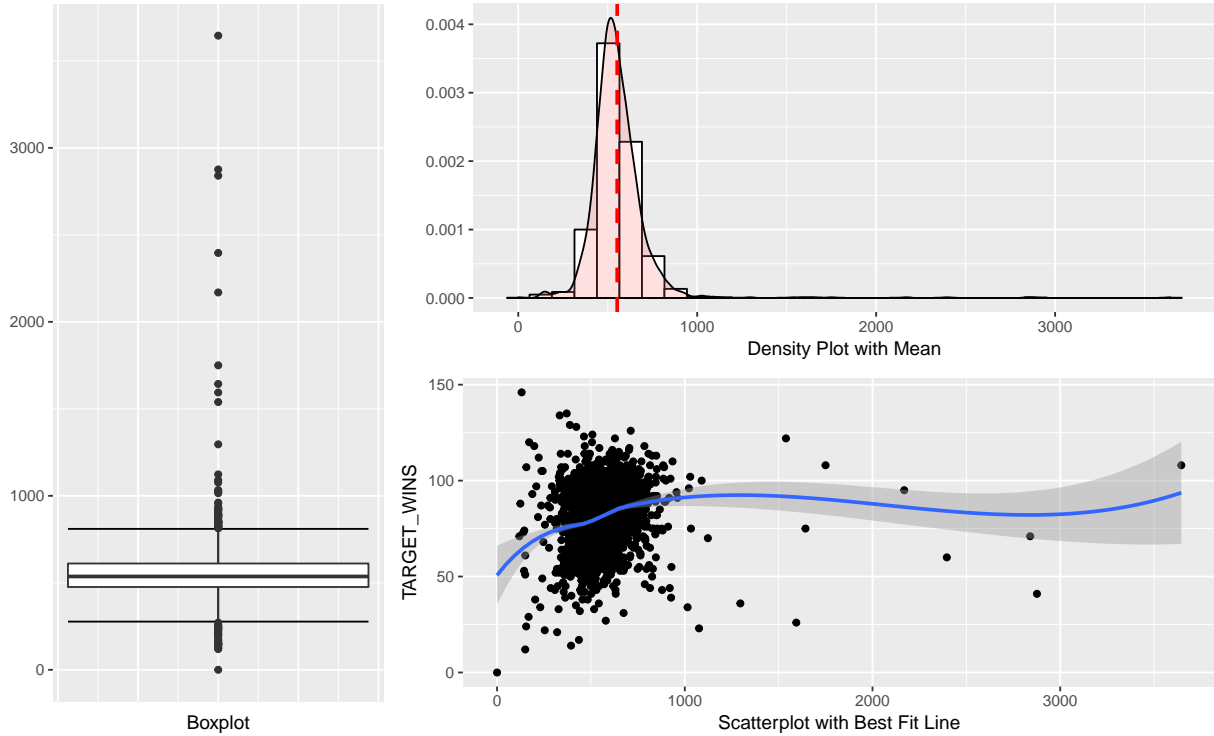 3000
2000
1000
0
Boxplot
0.004
0.003
0.002
0.001
0.000
0 1000 2000 3000
Density Plot with Mean
TARGET_WINS
150
100
50
0
0 1000 2000 3000
Scatterplot with Best Fit Line